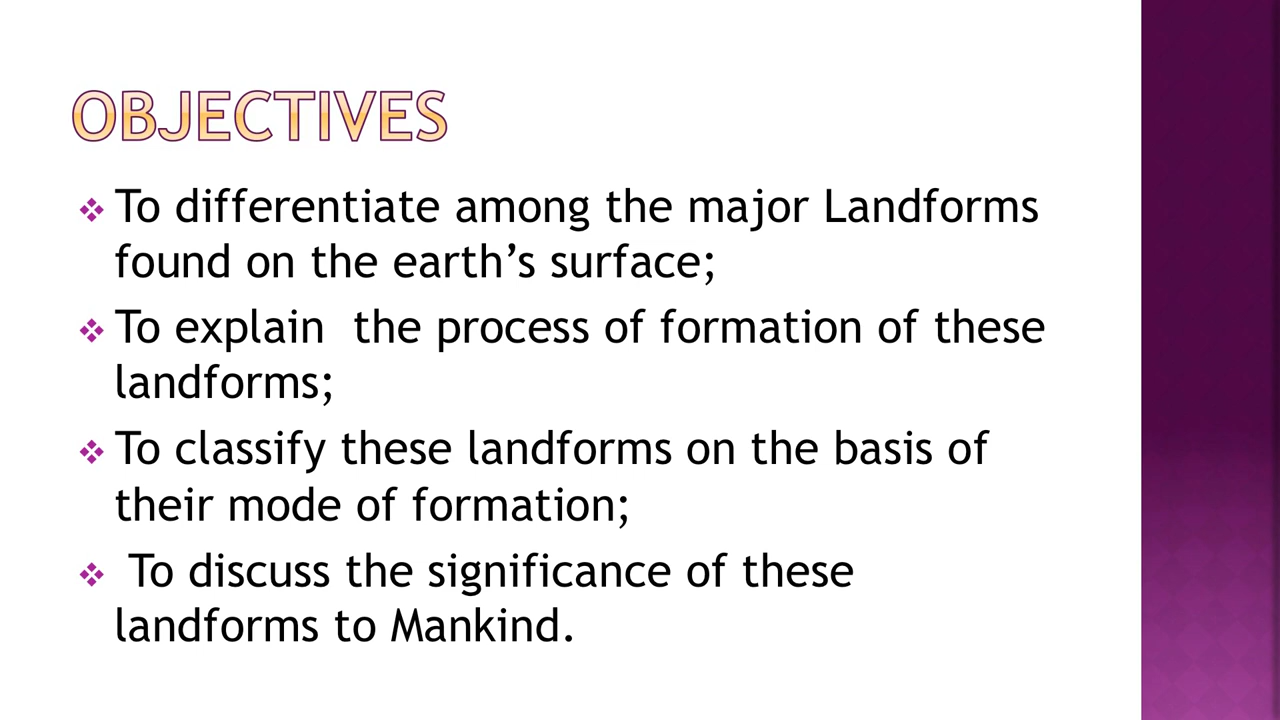 OBJECTIVES
❖ To differentiate among the major Landforms
found on the earth’s surface;
❖ To explain  the process of formation of these
landforms;
❖ To classify these landforms on the basis of
their mode of formation;
❖  To discuss the significance of these
landforms to Mankind.